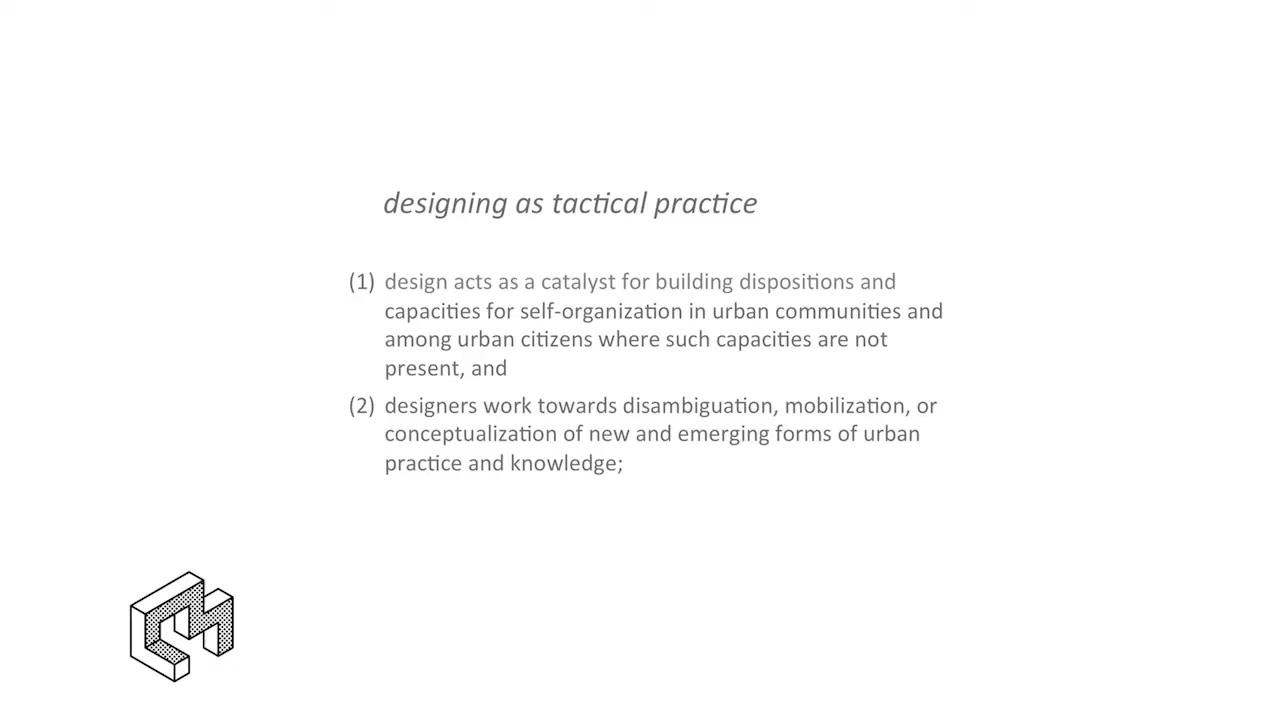 designing as tactical practice
(1) design acts as a catalyst for building dispositions and
capacities for self-organization in urban communities and
among urban citizens where such capacities are not
present, and
(2) designers work towards disambiguation, mobilization, or
conceptualization of new and emerging forms of urban
practice and knowledge;